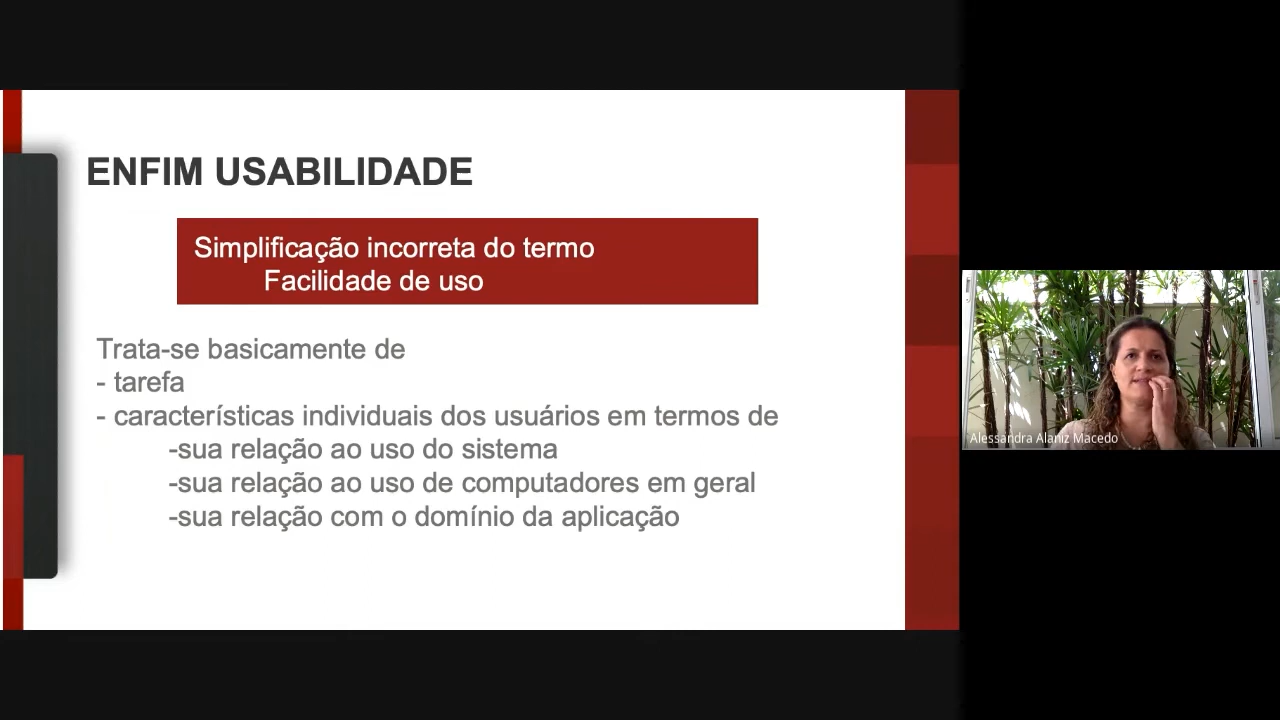 ENFIM USABILIDADE
Simplificação incorreta do termo
Facilidade de uso
Trata-se basicamente de
- tarefa
- características individuais dos usuários em termos de
-sua relação ao uso do sistema
-sua relação ao uso de computadores em geral
-sua relação com o domínio da aplicação
Alessandra Alaniz Macedo